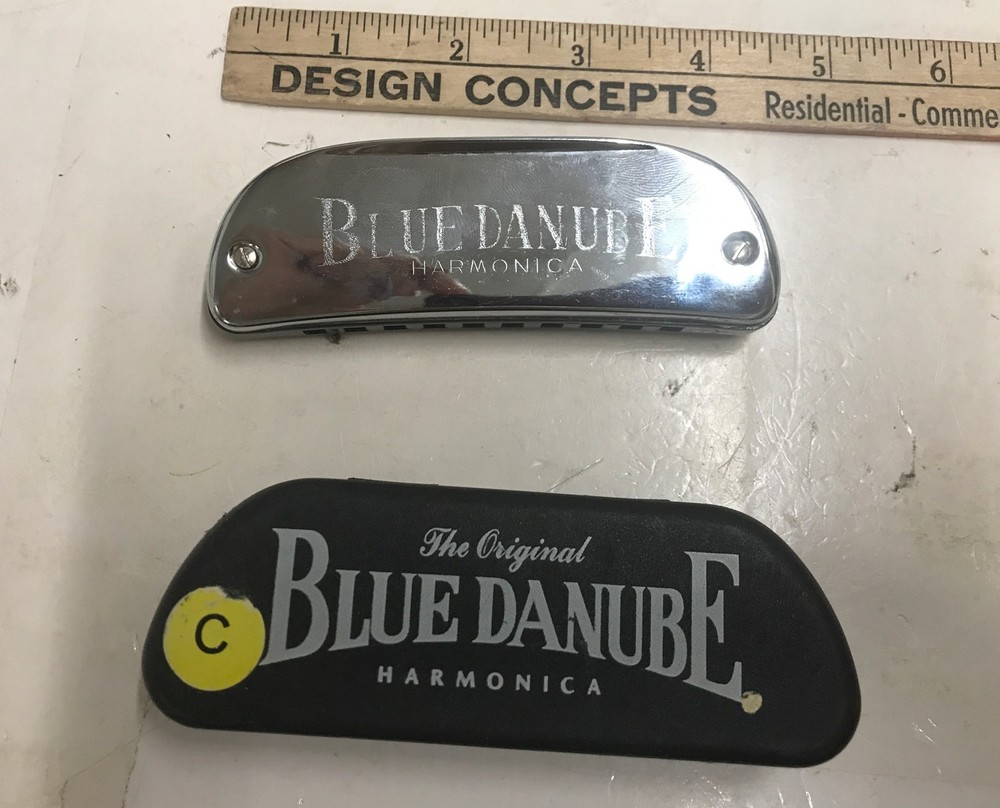 1 2 3 4 5 6
DESIGN CONCEPTS Residential - Comme
BLUE DANUBE
HARMONICA
The Original
BLUE DANUBE
HARMONICA
C